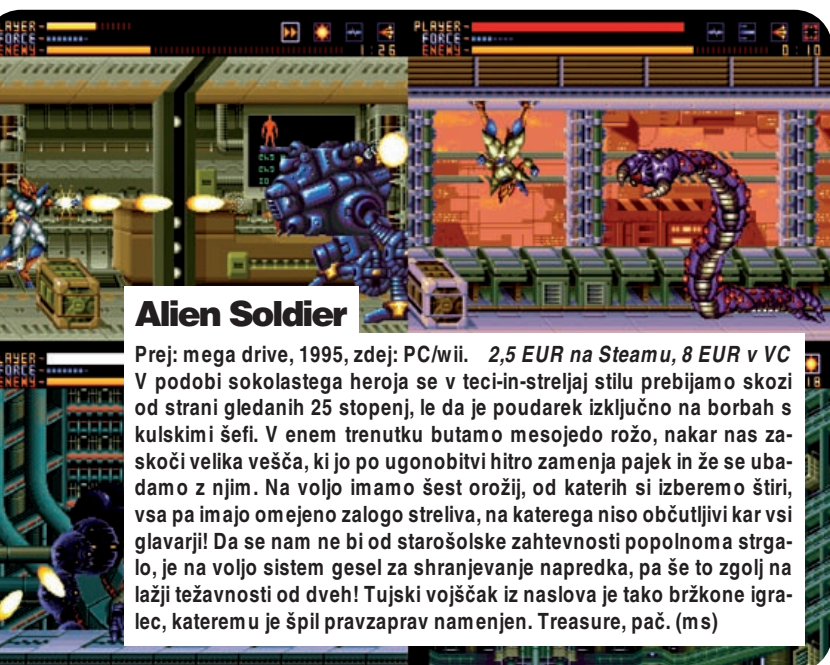 PLAYER-
FORCE-
ENEMY-
1:26
PLAYER-
FORCE-
ENEMY-
0:10
Alien Soldier
Prej: mega drive, 1995, zdej: PC/wii. 2,5 EUR na Steamu, 8 EUR v VC
V podobi sokolastega heroja se v teci-in-streljaj stilu prebijamo skozi
od strani gledanih 25 stopenj, le da je poudarek izključno na borbah s
kulskimi šefi. V enem trenutku butamo mesojedo rožo, nakar nas za-
skoči velika vešča, ki jo po ugonobitvi hitro zamenja pajek in že se uba-
damo z njim. Na voljo imamo šest orožij, od katerih si izberemo štiri,
vsa pa imajo omejeno zalogo streliva, na katerega niso občutljivi kar vsi
glavarji! Da se nam ne bi od starošolske zahtevnosti popolnoma strga-
lo, je na voljo sistem gesel za shranjevanje napredka, pa še to zgolj na
lažji težavnosti od dveh! Tujski vojščak iz naslova je tako bržkone igra-
lec, kateremu je špil pravzaprav namenjen. Treasure, pač. (ms)